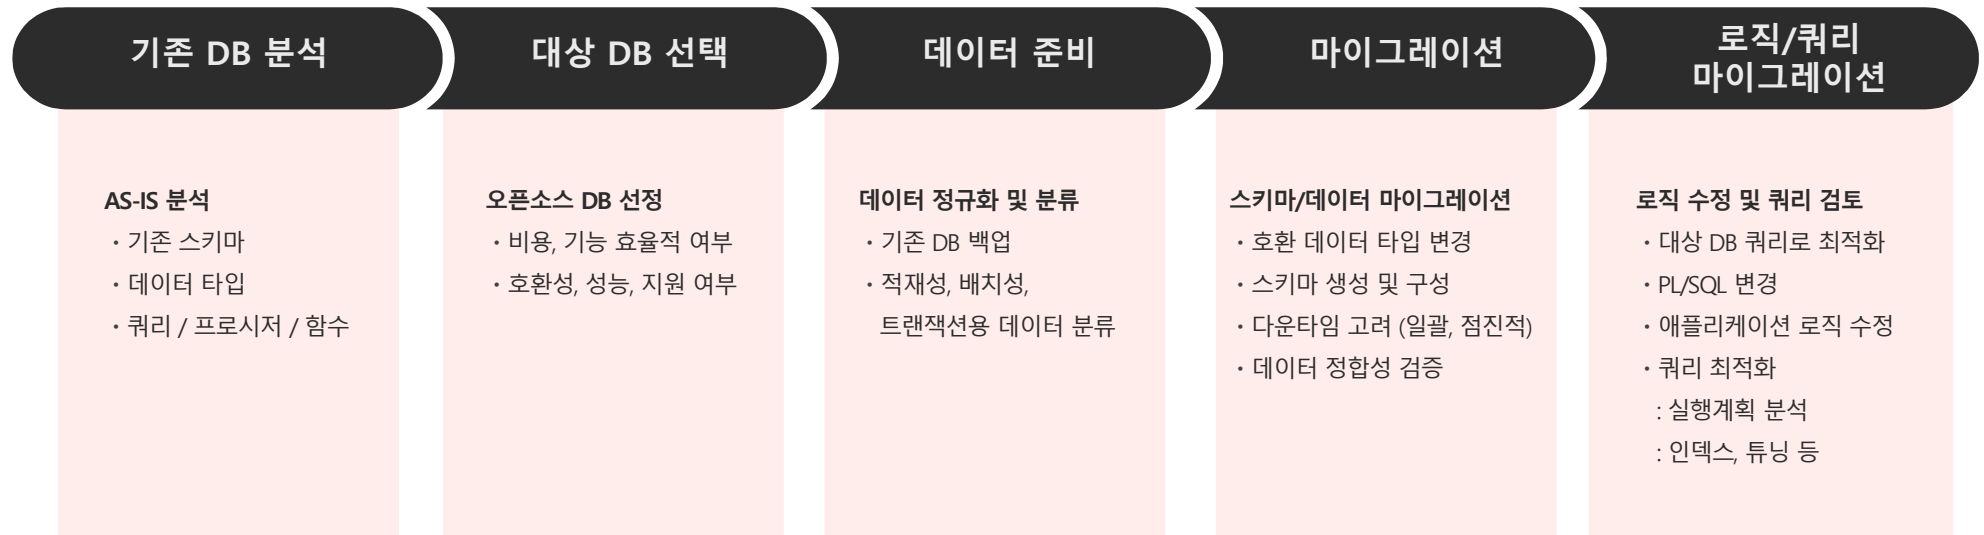 기존 DB 분석
대상 DB 선택
데이터 준비
마이그레이션
로직/쿼리
마이그레이션
AS-IS 분석
· 기존 스키마
· 데이터 타입
· 쿼리 / 프로시저 / 함수
오픈소스 DB 선정
· 비용, 기능 효율적 여부
· 호환성, 성능, 지원 여부
데이터 정규화 및 분류
· 기존 DB 백업
· 적재성, 배치성,
트랜잭션용 데이터 분류
스키마/데이터 마이그레이션
· 호환 데이터 타입 변경
· 스키마 생성 및 구성
· 다운타임 고려 (일괄, 점진적)
· 데이터 정합성 검증
로직 수정 및 쿼리 검토
· 대상 DB 쿼리로 최적화
· PL/SQL 변경
· 애플리케이션 로직 수정
· 쿼리 최적화
: 실행계획 분석
: 인덱스, 튜닝 등